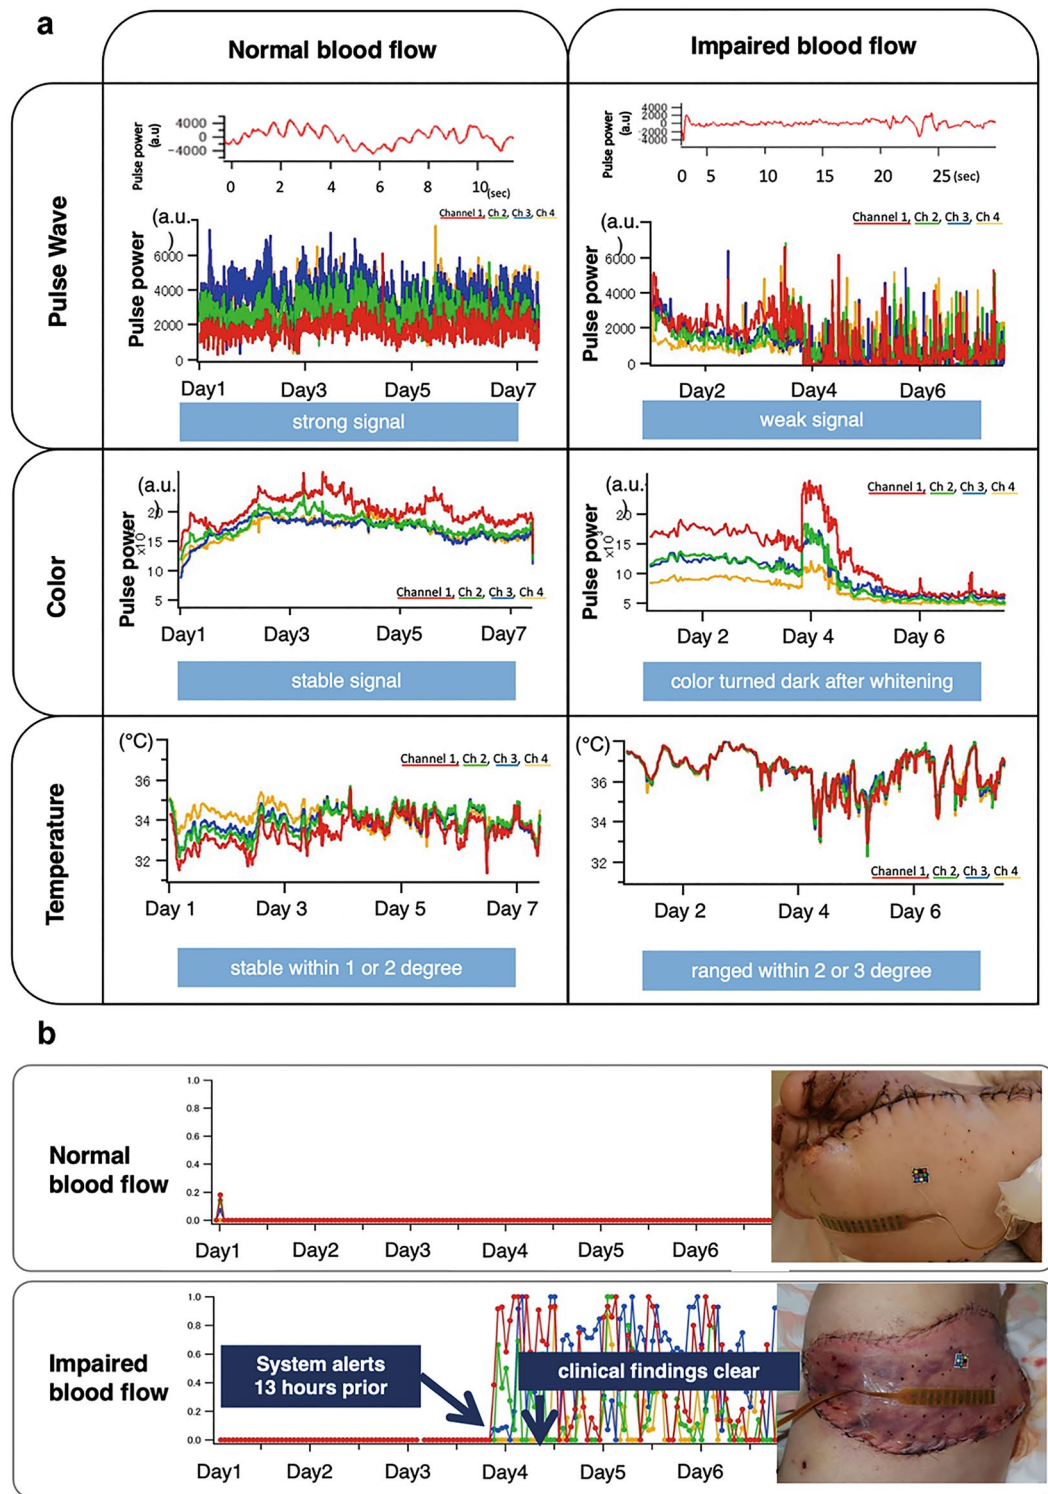 a
Normal blood flow
Impaired blood flow
Pulse Wave
Pulse power
(a.u)
4000
0
−4000
0 2 4 6 8 10 (sec)
(a.u.
)
Channel 1, Ch 2, Ch 3, Ch 4
Pulse power
6000
4000
2000
0
Day1 Day3 Day5 Day7
strong signal
Pulse power
(a.u)
4000
2000
0
-2000
-4000
0 5 10 15 20 25 (sec)
(a.u.
)
Channel 1, Ch 2, Ch 3, Ch 4
Pulse power
6000
4000
2000
0
Day2 Day4 Day6
weak signal
Color
(a.u.
)
Pulse power
x10
20
15
10
5
Channel 1, Ch 2, Ch 3, Ch 4
Day1 Day3 Day5 Day7
stable signal
(a.u.
)
Channel 1, Ch 2, Ch 3, Ch 4
Pulse power
x10
20
15
10
5
Day 2 Day 4 Day 6
color turned dark after whitening
Temperature
(°C)
Channel 1, Ch 2, Ch 3, Ch 4
36
34
32
Day 1 Day 3 Day 5 Day 7
stable within 1 or 2 degree
(°C)
36
34
32
Channel 1, Ch 2, Ch 3, Ch 4
Day 2 Day 4 Day 6
ranged within 2 or 3 degree
b
Normal
blood flow
1.0
0.8
0.6
0.4
0.2
0.0
Day1 Day2 Day3 Day4 Day5 Day6
Impaired
blood flow
1.0
0.8
0.6
0.4
0.2
0.0
System alerts
13 hours prior
clinical findings clear
Day1 Day2 Day3 Day4 Day5 Day6